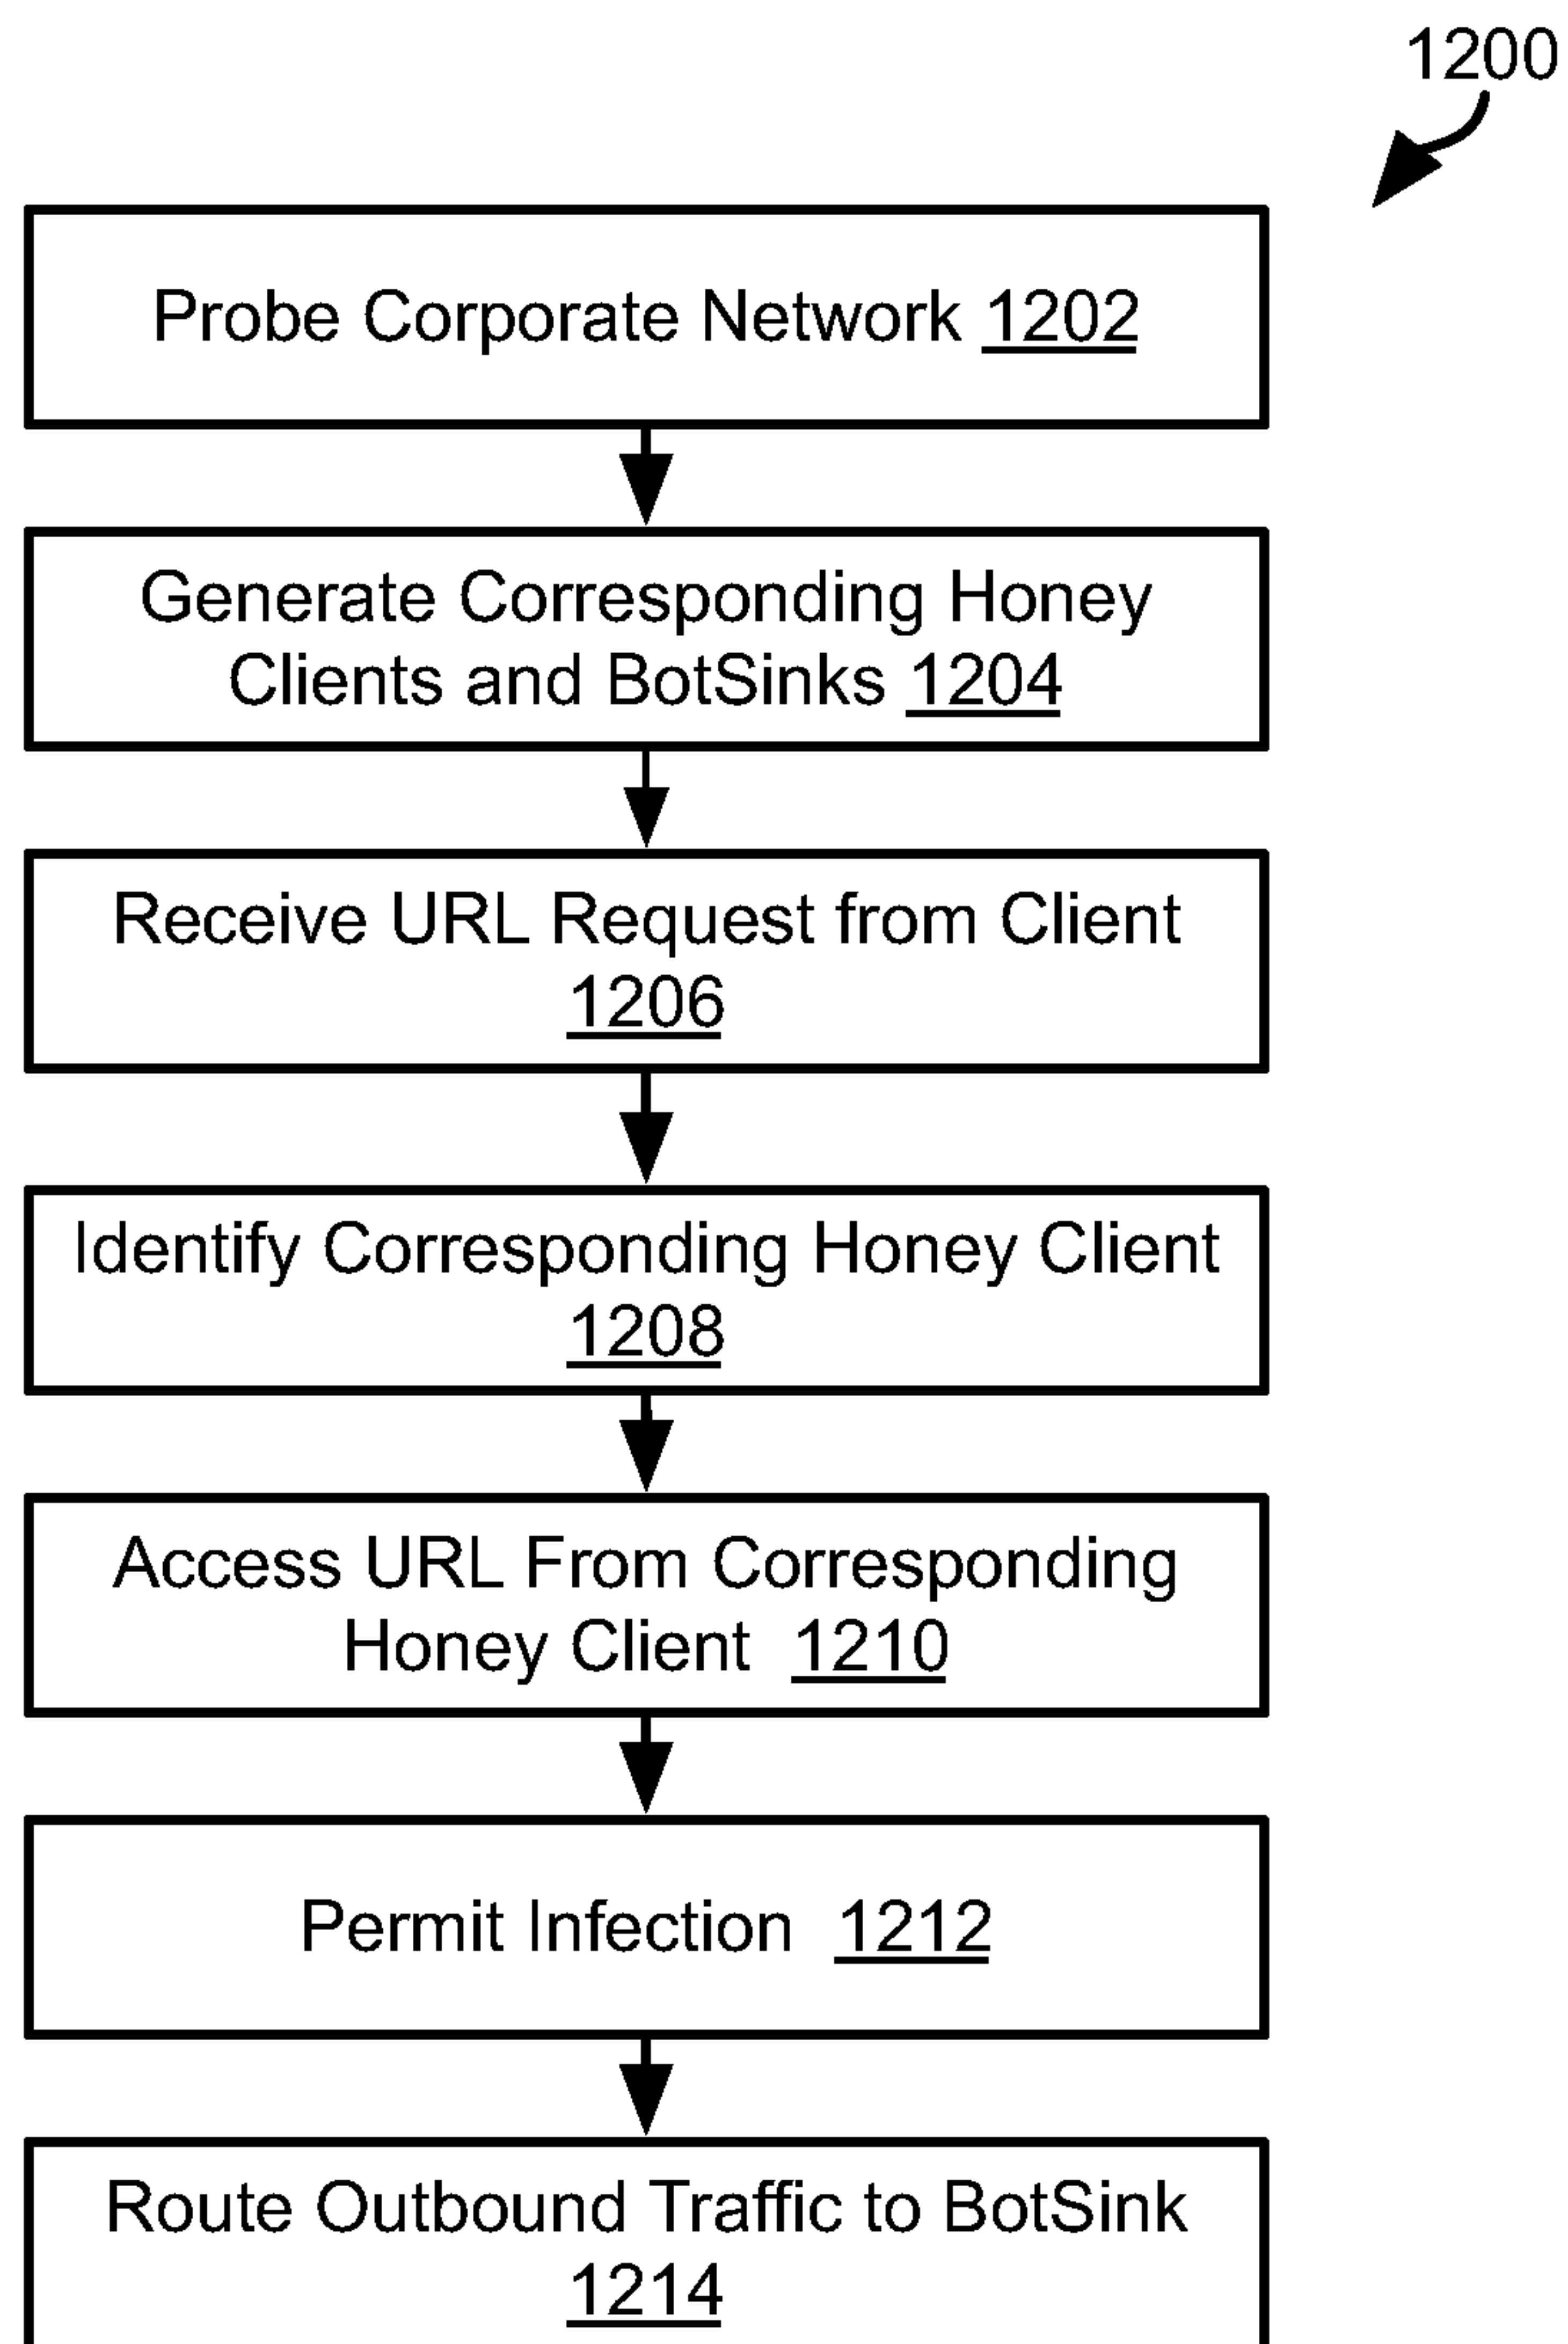 1200
Probe Corporate Network 1202
Generate Corresponding Honey
Clients and BotSinks 1204
Receive URL Request from Client
1206
Identify Corresponding Honey Client
1208
Access URL From Corresponding
Honey Client 1210
Permit Infection 1212
Route Outbound Traffic to BotSink
1214